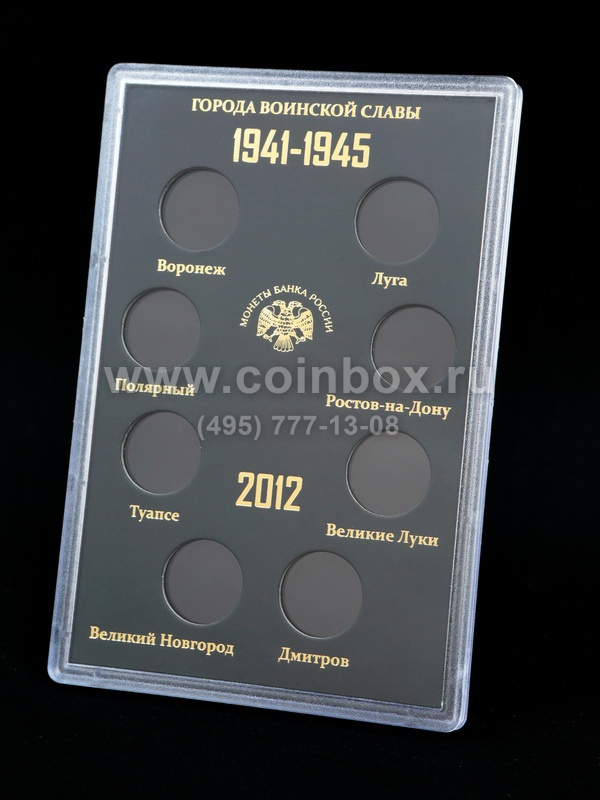 ГОРОДА ВОИНСКОЙ СЛАВЫ
1941-1945
Воронеж
Луга
МОНЕТЫ БАНКА РОССИИ
Полярный
www.coinbox.ru
Ростов-на-Дону
(495) 777-13-08
Туапсе
2012
Великие Луки
Великий Новгород
Дмитров